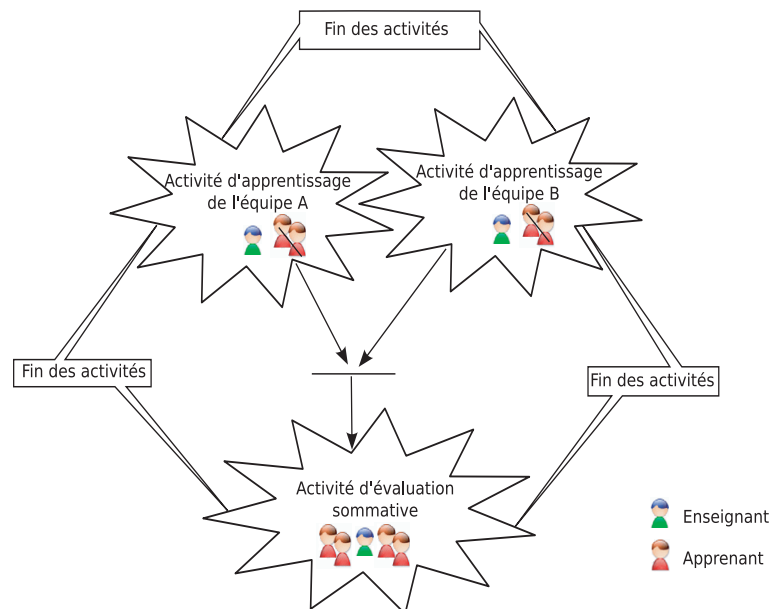 Fin des activités
Activité d'apprentissage
de l'équipe A
Activité d'apprentissage
de l'équipe B
Fin des activités
Fin des activités
Activité d'évaluation
sommative
Enseignant
Apprenant